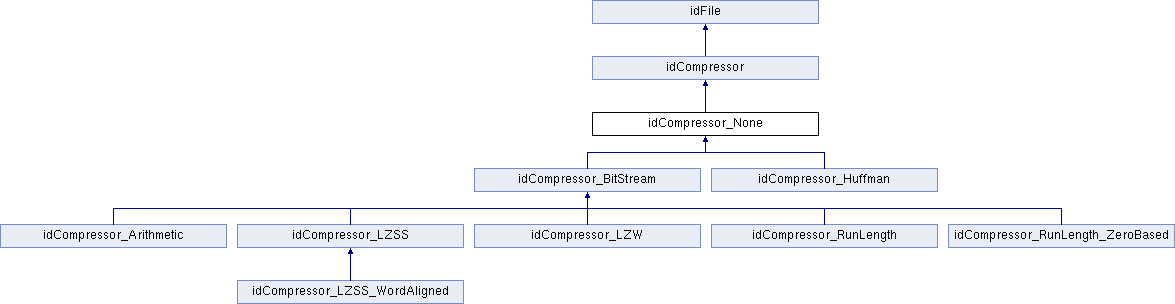 idFile
idCompressor
idCompressor_None
idCompressor_BitStream
idCompressor_Huffman
idCompressor_Arithmetic
idCompressor_LZSS
idCompressor_LZW
idCompressor_RunLength
idCompressor_RunLength_ZeroBased
idCompressor_LZSS_WordAligned